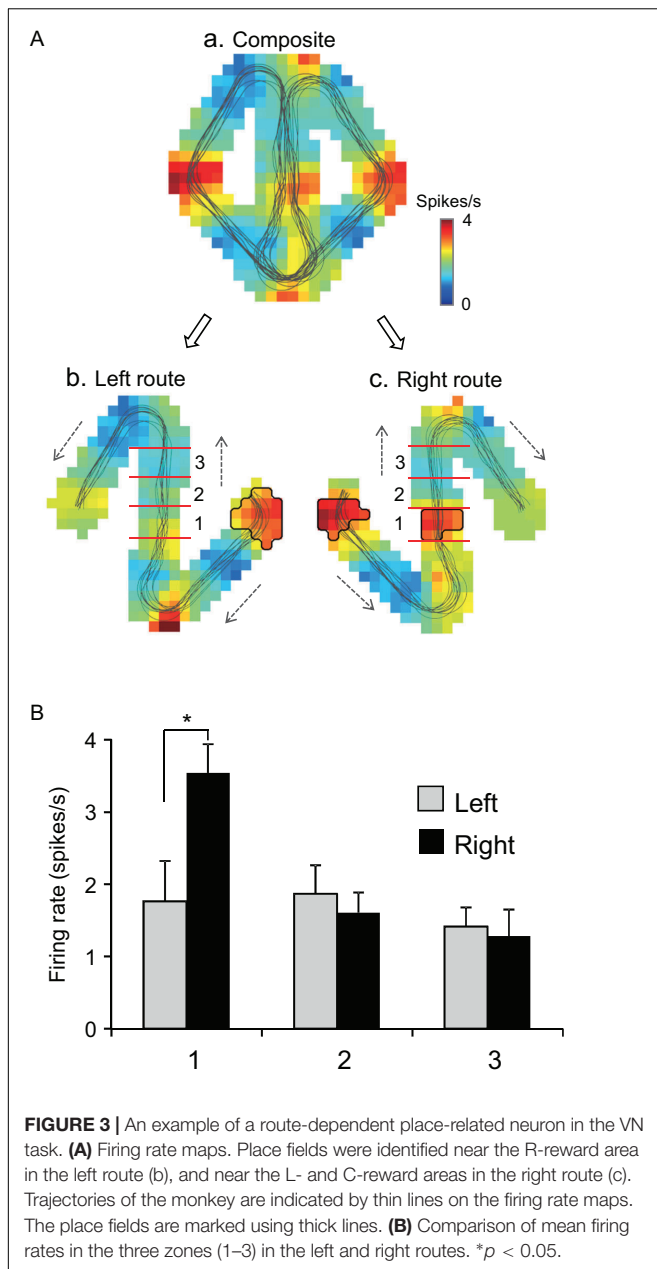 A
a. Composite
Spikes/s
4
0
b. Left route
c. Right route
3
2
1
3
2
1
B
*
Firing rate (spikes/s)
4
3
2
1
0
Left
Right
1
2
3
FIGURE 3 | An example of a route-dependent place-related neuron in the VN
task. (A) Firing rate maps. Place fields were identified near the R-reward area
in the left route (b), and near the L- and C-reward areas in the right route (c).
Trajectories of the monkey are indicated by thin lines on the firing rate maps.
The place fields are marked using thick lines. (B) Comparison of mean firing
rates in the three zones (1–3) in the left and right routes. *p < 0.05.